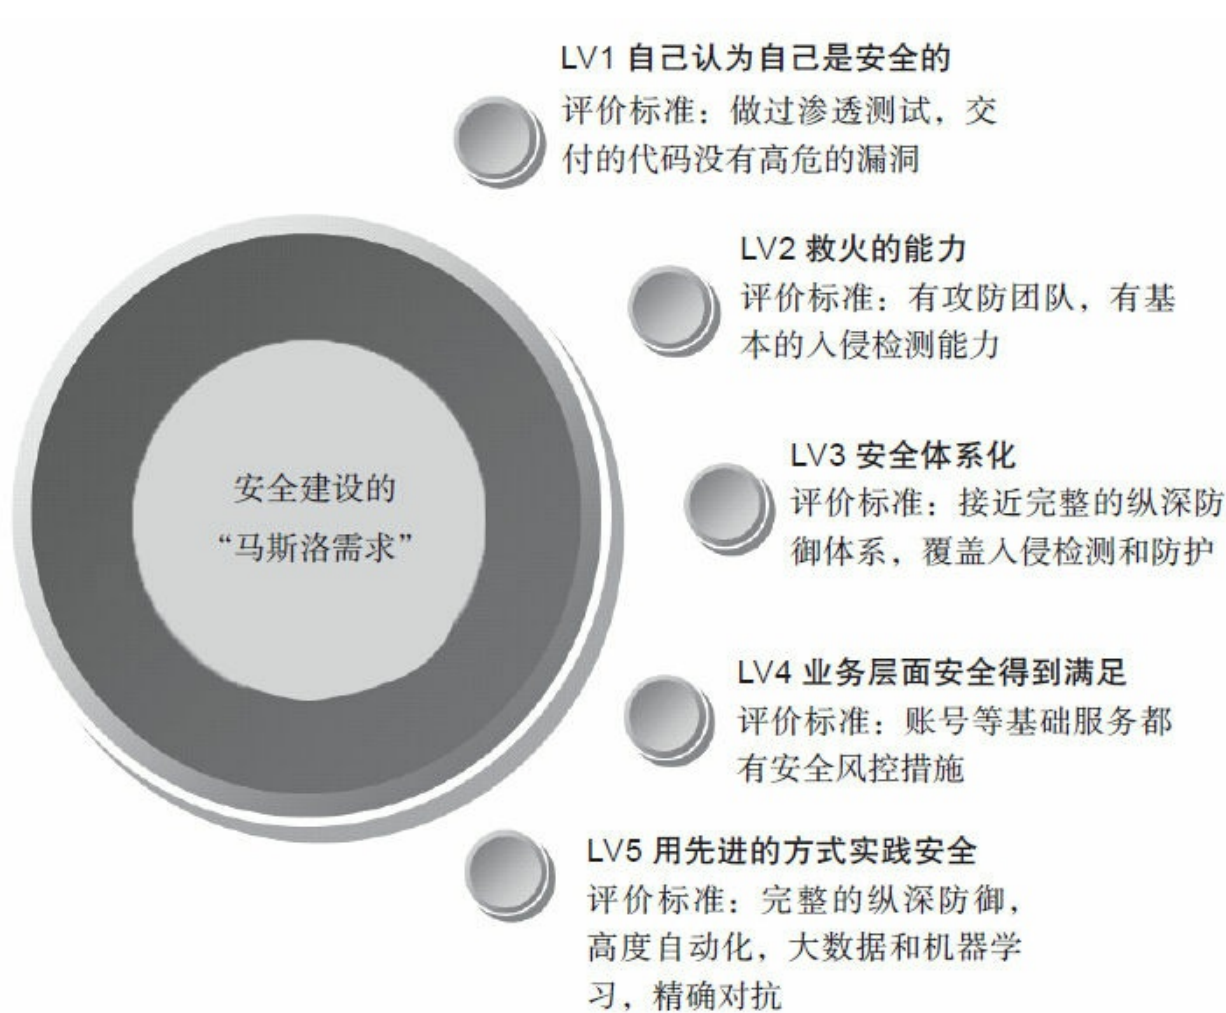 LV1 自己认为自己是安全的
评价标准：做过渗透测试，交
付的代码没有高危的漏洞
LV2 救火的能力
评价标准：有攻防团队，有基
本的入侵检测能力
安全建设的
“马斯洛需求”
LV3 安全体系化
评价标准：接近完整的纵深防
御体系，覆盖入侵检测和防护
LV4 业务层面安全得到满足
评价标准：账号等基础服务都
有安全风控措施
LV5 用先进的方式实践安全
评价标准：完整的纵深防御，
高度自动化，大数据和机器学
习，精确对抗